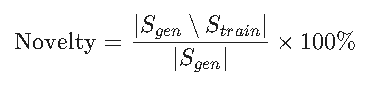 Novelty = |S_gen \ S_train| / |S_gen| × 100%